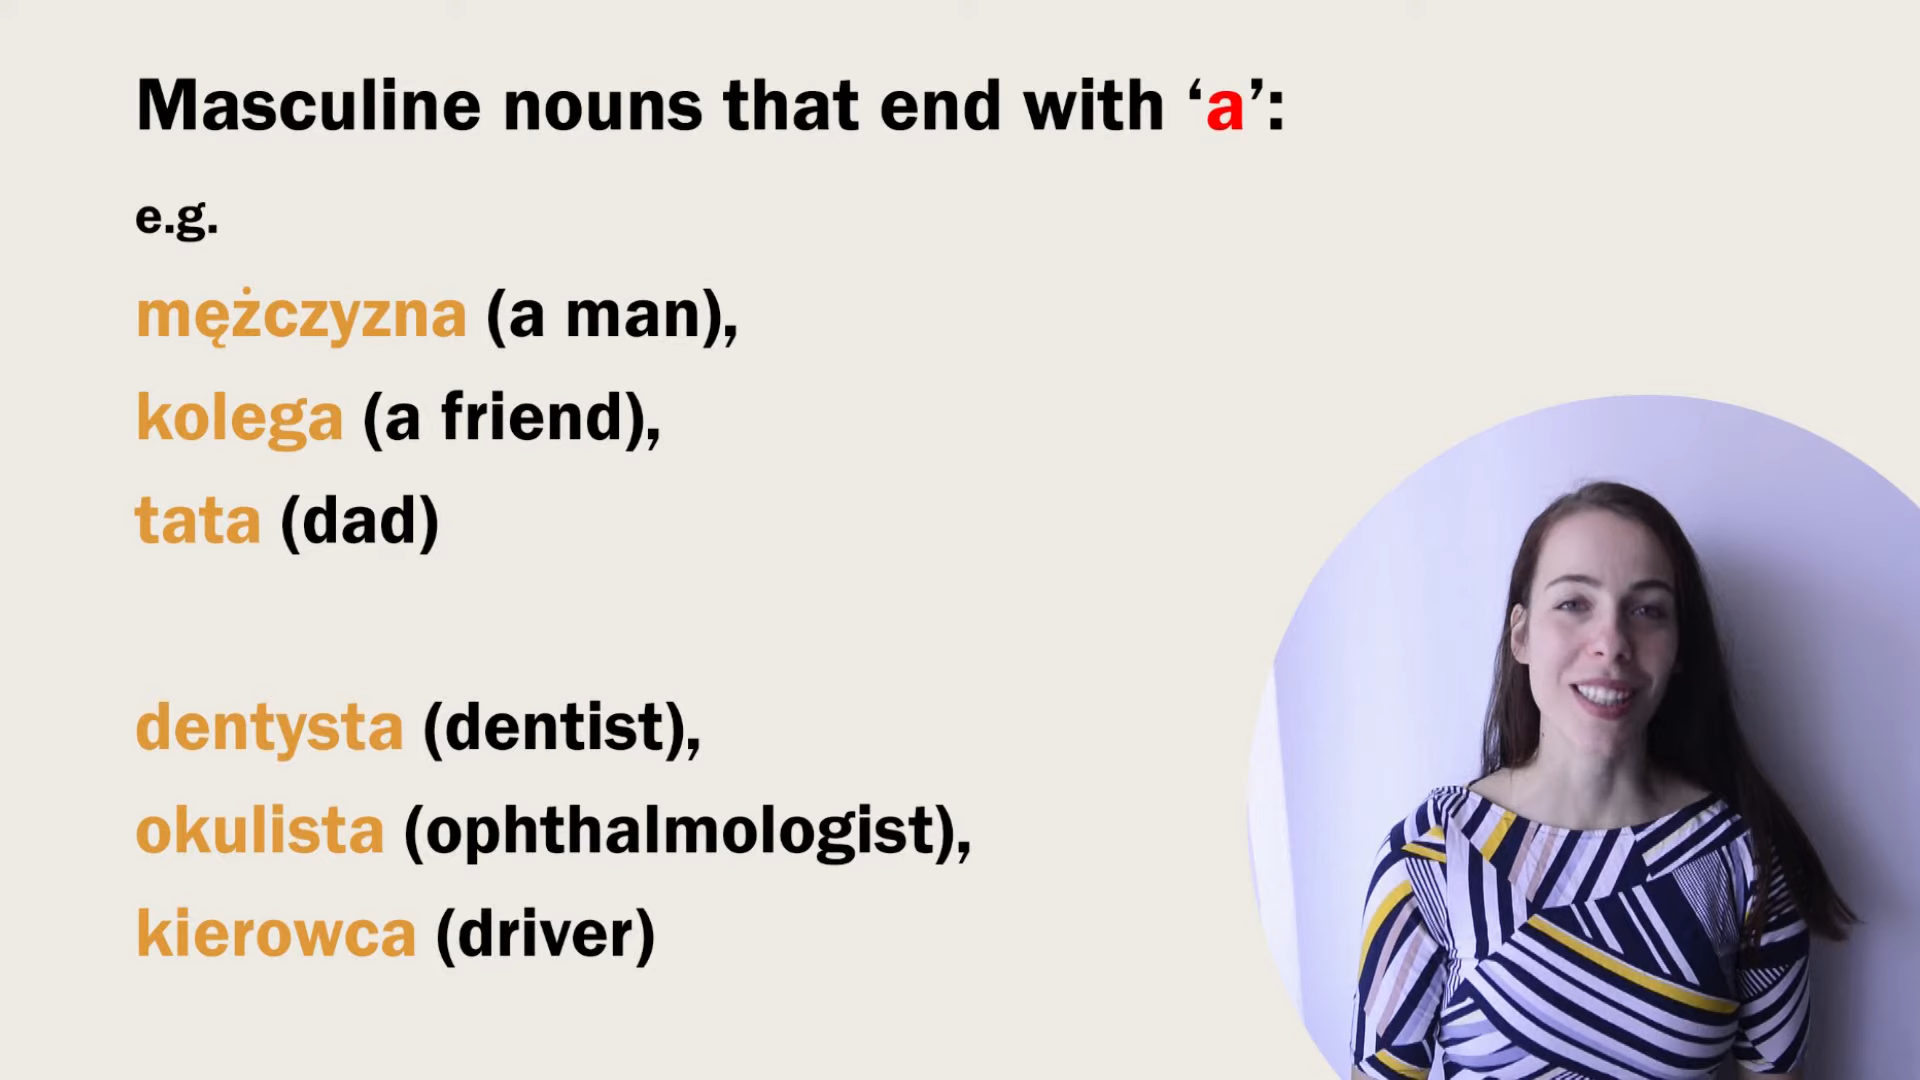 Masculine nouns that end with ‘a’:
e.g.
mężczyzna (a man),
kolega (a friend),
tata (dad)
dentysta (dentist),
okulista (ophthalmologist),
kierowca (driver)